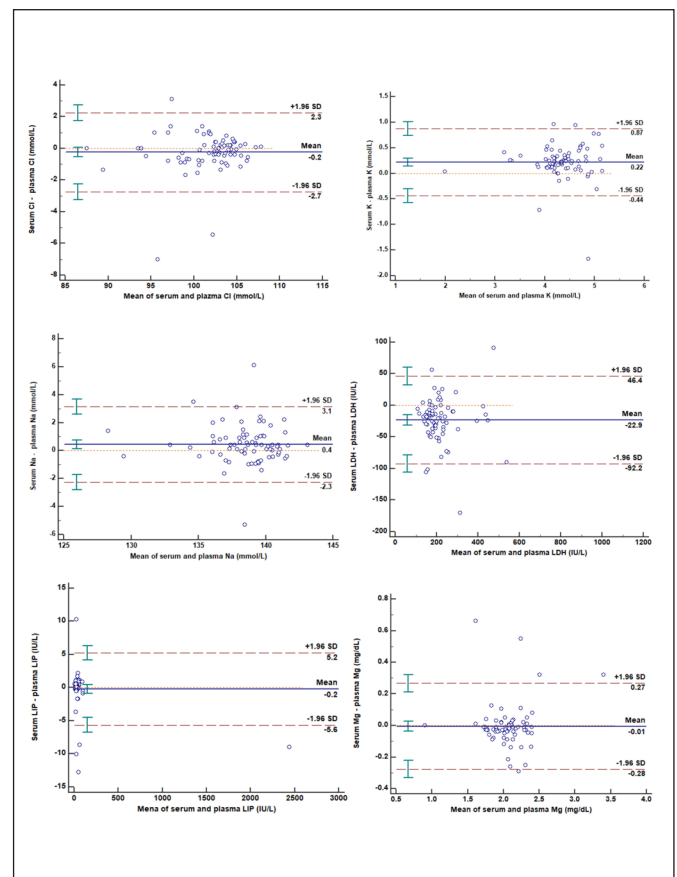 Serum Cl - plasma Cl (mmol/L)
4
2
0
-2
-4
-6
-8
+1.96 SD
2.3
Mean
-0.2
-1.96 SD
-2.7
85 90 95 100 105 110 115
Mean of serum and plazma Cl (mmol/L)
Serum K - plasma K (mmol/L)
1.5
1.0
0.5
0.0
-0.5
-1.0
-1.5
-2.0
+1.96 SD
0.87
Mean
0.22
-1.96 SD
-0.44
1 2 3 4 5 6
Mean of serum and plasma K (mmol/L)
Serum Na - plasma Na (mmol/L)
8
6
4
2
0
-2
-4
-6
+1.96 SD
3.1
Mean
0.4
-1.96 SD
-2.3
125 130 135 140 145
Mean of serum and plasma Na (mmol/L)
Serum LDH - plasma LDH (IU/L)
100
50
0
-50
-100
-150
-200
+1.96 SD
46.4
Mean
-22.9
-1.96 SD
-92.2
0 200 400 600 800 1000 1200
Mean of serum and plasma LDH (IU/L)
Serum LIP - plasma LIP (IU/L)
15
10
5
0
-5
-10
-15
+1.96 SD
5.2
Mean
-0.2
-1.96 SD
-5.6
0 500 1000 1500 2000 2500 3000
Mena of serum and plasma LIP (IU/L)
Serum Mg - plasma Mg (mg/dL)
0.8
0.6
0.4
0.2
0.0
-0.2
-0.4
+1.96 SD
0.27
Mean
-0.01
-1.96 SD
-0.28
0.5 1.0 1.5 2.0 2.5 3.0 3.5 4.0
Mean of serum and plasma Mg (mg/dL)